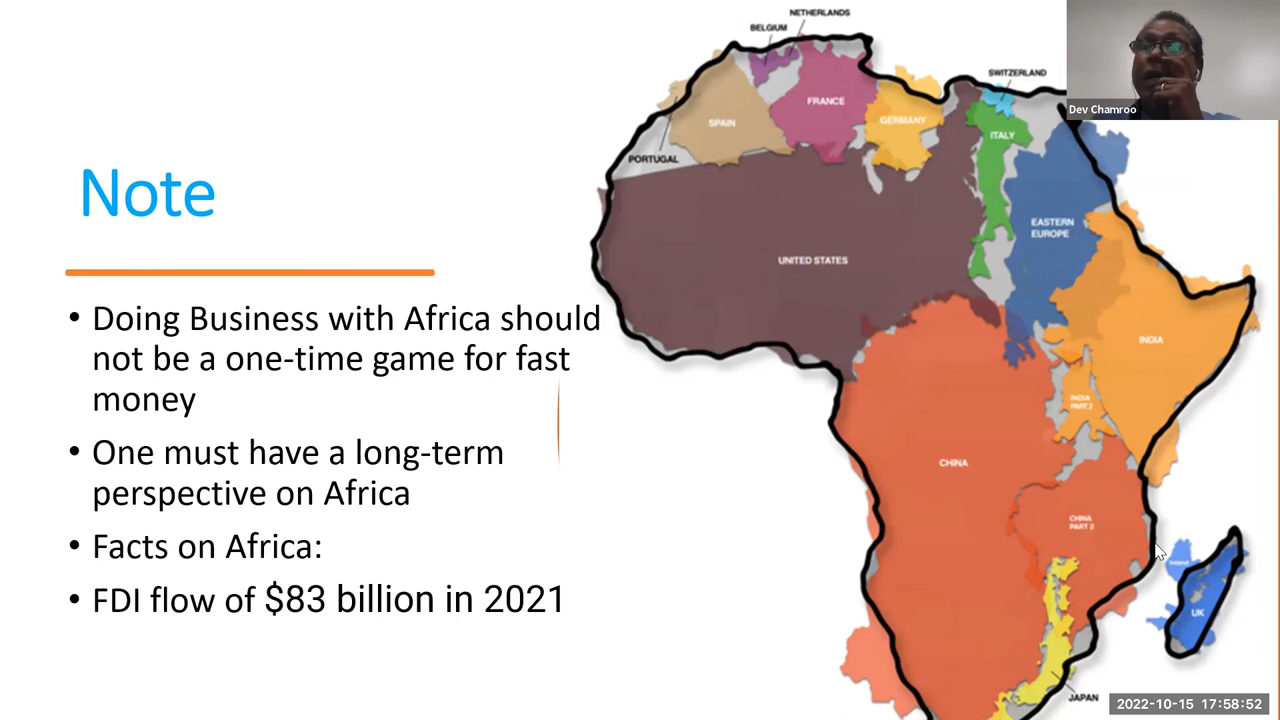 Note
• Doing Business with Africa should
not be a one-time game for fast
money
• One must have a long-term
perspective on Africa
• Facts on Africa:
• FDI flow of $83 billion in 2021
NETHERLANDS
BELGIUM
SWITZERLAND
FRANCE
GERMANY
SPAIN
ITALY
PORTUGAL
EASTERN
EUROPE
UNITED STATES
INDIA
INDIA
PART 2
CHINA
CHINA
PART 2
Ireland
UK
JAPAN
Dev Chamroo
2022-10-15 17:58:52